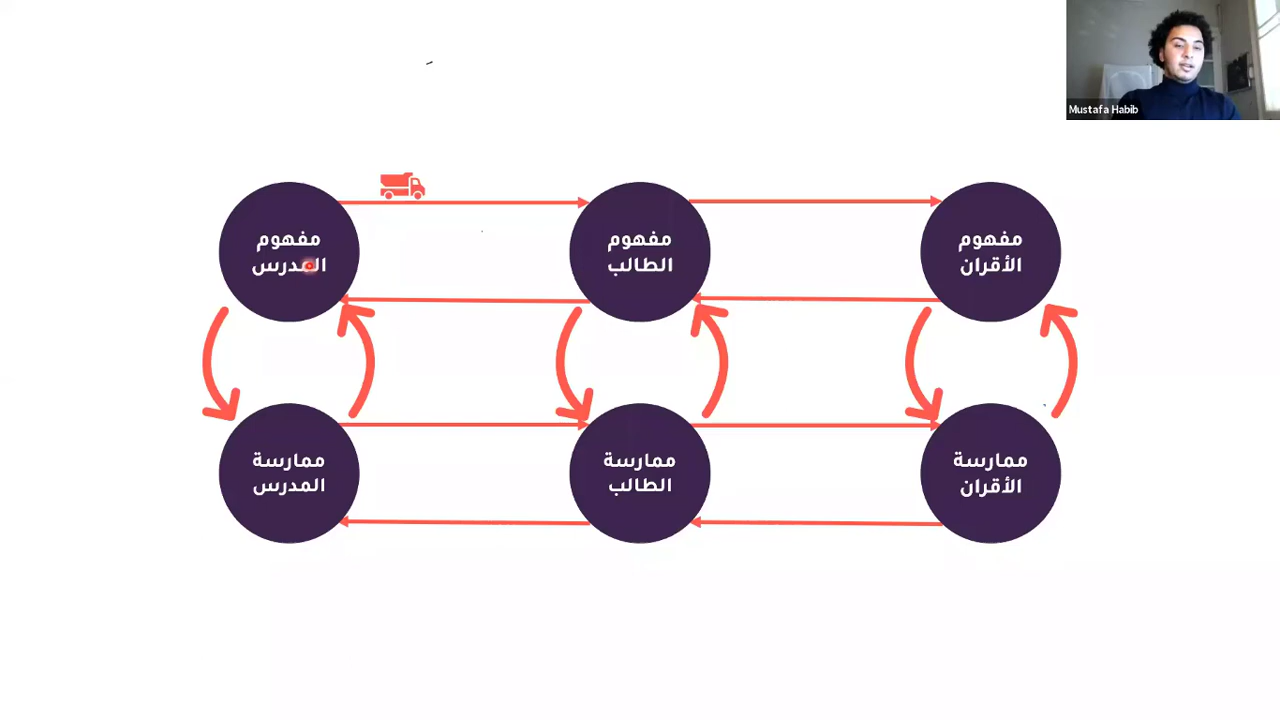 Mustafa Habib
مفهوم
المدرس
مفهوم
الطالب
مفهوم
الأقران
ممارسة
المدرس
ممارسة
الطالب
ممارسة
الأقران